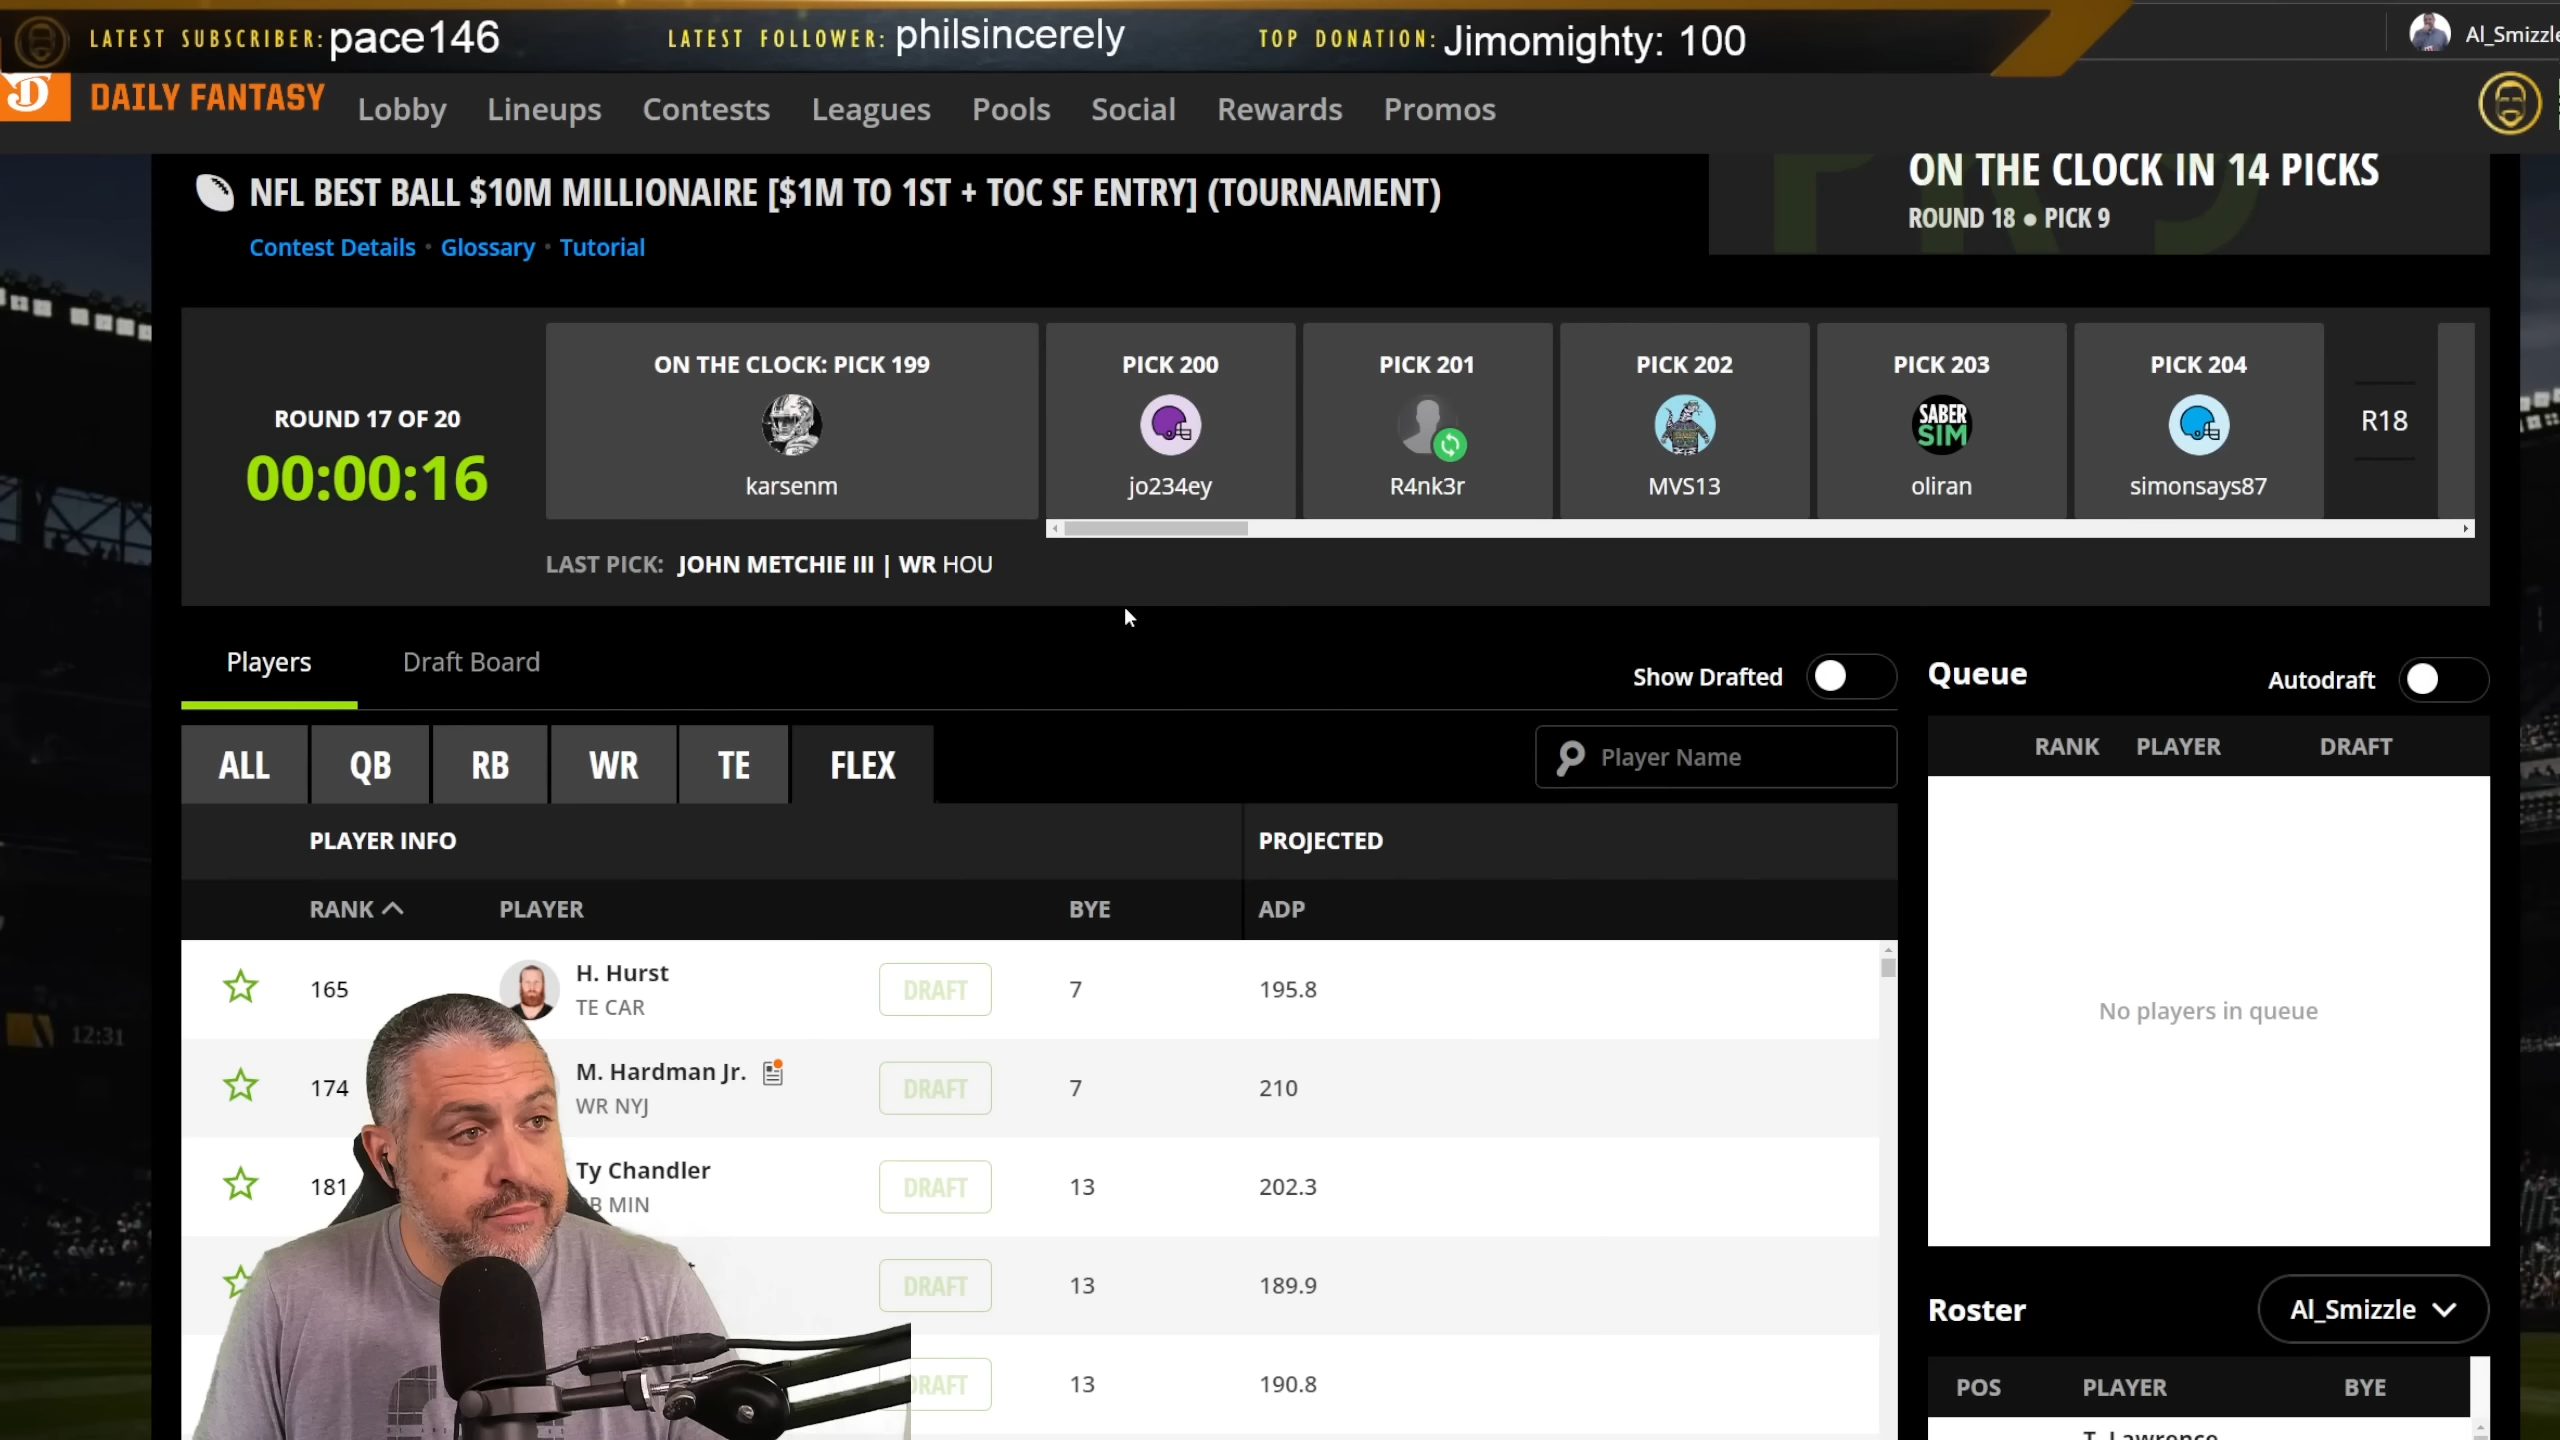 LATEST SUBSCRIBER: pace146 LATEST FOLLOWER: philsincerely TOP DONATION: Jimomighty: 100
Al_Smizzle
DAILY FANTASY Lobby Lineups Contests Leagues Pools Social Rewards Promos
NFL BEST BALL $10M MILLIONAIRE [$1M TO 1ST + TOC SF ENTRY] (TOURNAMENT)
Contest Details • Glossary • Tutorial
ON THE CLOCK IN 14 PICKS
ROUND 18 ● PICK 9
ROUND 17 OF 20
00:00:16
ON THE CLOCK: PICK 199
karsenm
PICK 200
jo234ey
PICK 201
R4nk3r
PICK 202
MVS13
PICK 203
SABER
SIM
oliran
PICK 204
simonsays87
R18
LAST PICK: JOHN METCHIE III | WR HOU
Players Draft Board
Show Drafted
Queue Autodraft
ALL QB RB WR TE FLEX
Player Name
RANK PLAYER DRAFT
No players in queue
PLAYER INFO PROJECTED
RANK PLAYER BYE ADP
165 H. Hurst DRAFT 7 195.8
TE CAR
174 M. Hardman Jr. DRAFT 7 210
WR NYJ
181 Ty Chandler DRAFT 13 202.3
MIN
DRAFT 13 189.9
13 190.8
Roster Al_Smizzle
POS PLAYER BYE
T. Lawrence
12:31